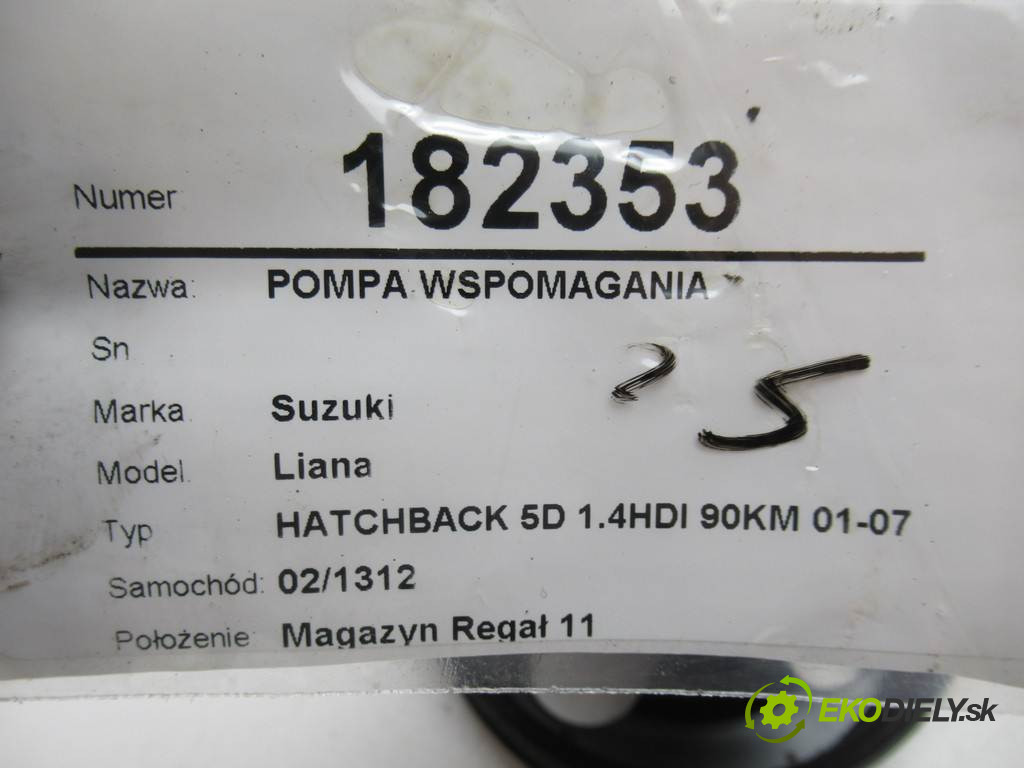 Numer 182353
Nazwa: POMPA WSPOMAGANIA
Sn
Marka Suzuki
Model Liana
Typ HATCHBACK 5D 1.4HDI 90KM 01-07
Samochód: 02/1312
Położenie: Magazyn Regał 11
25
EKODIELY.sk